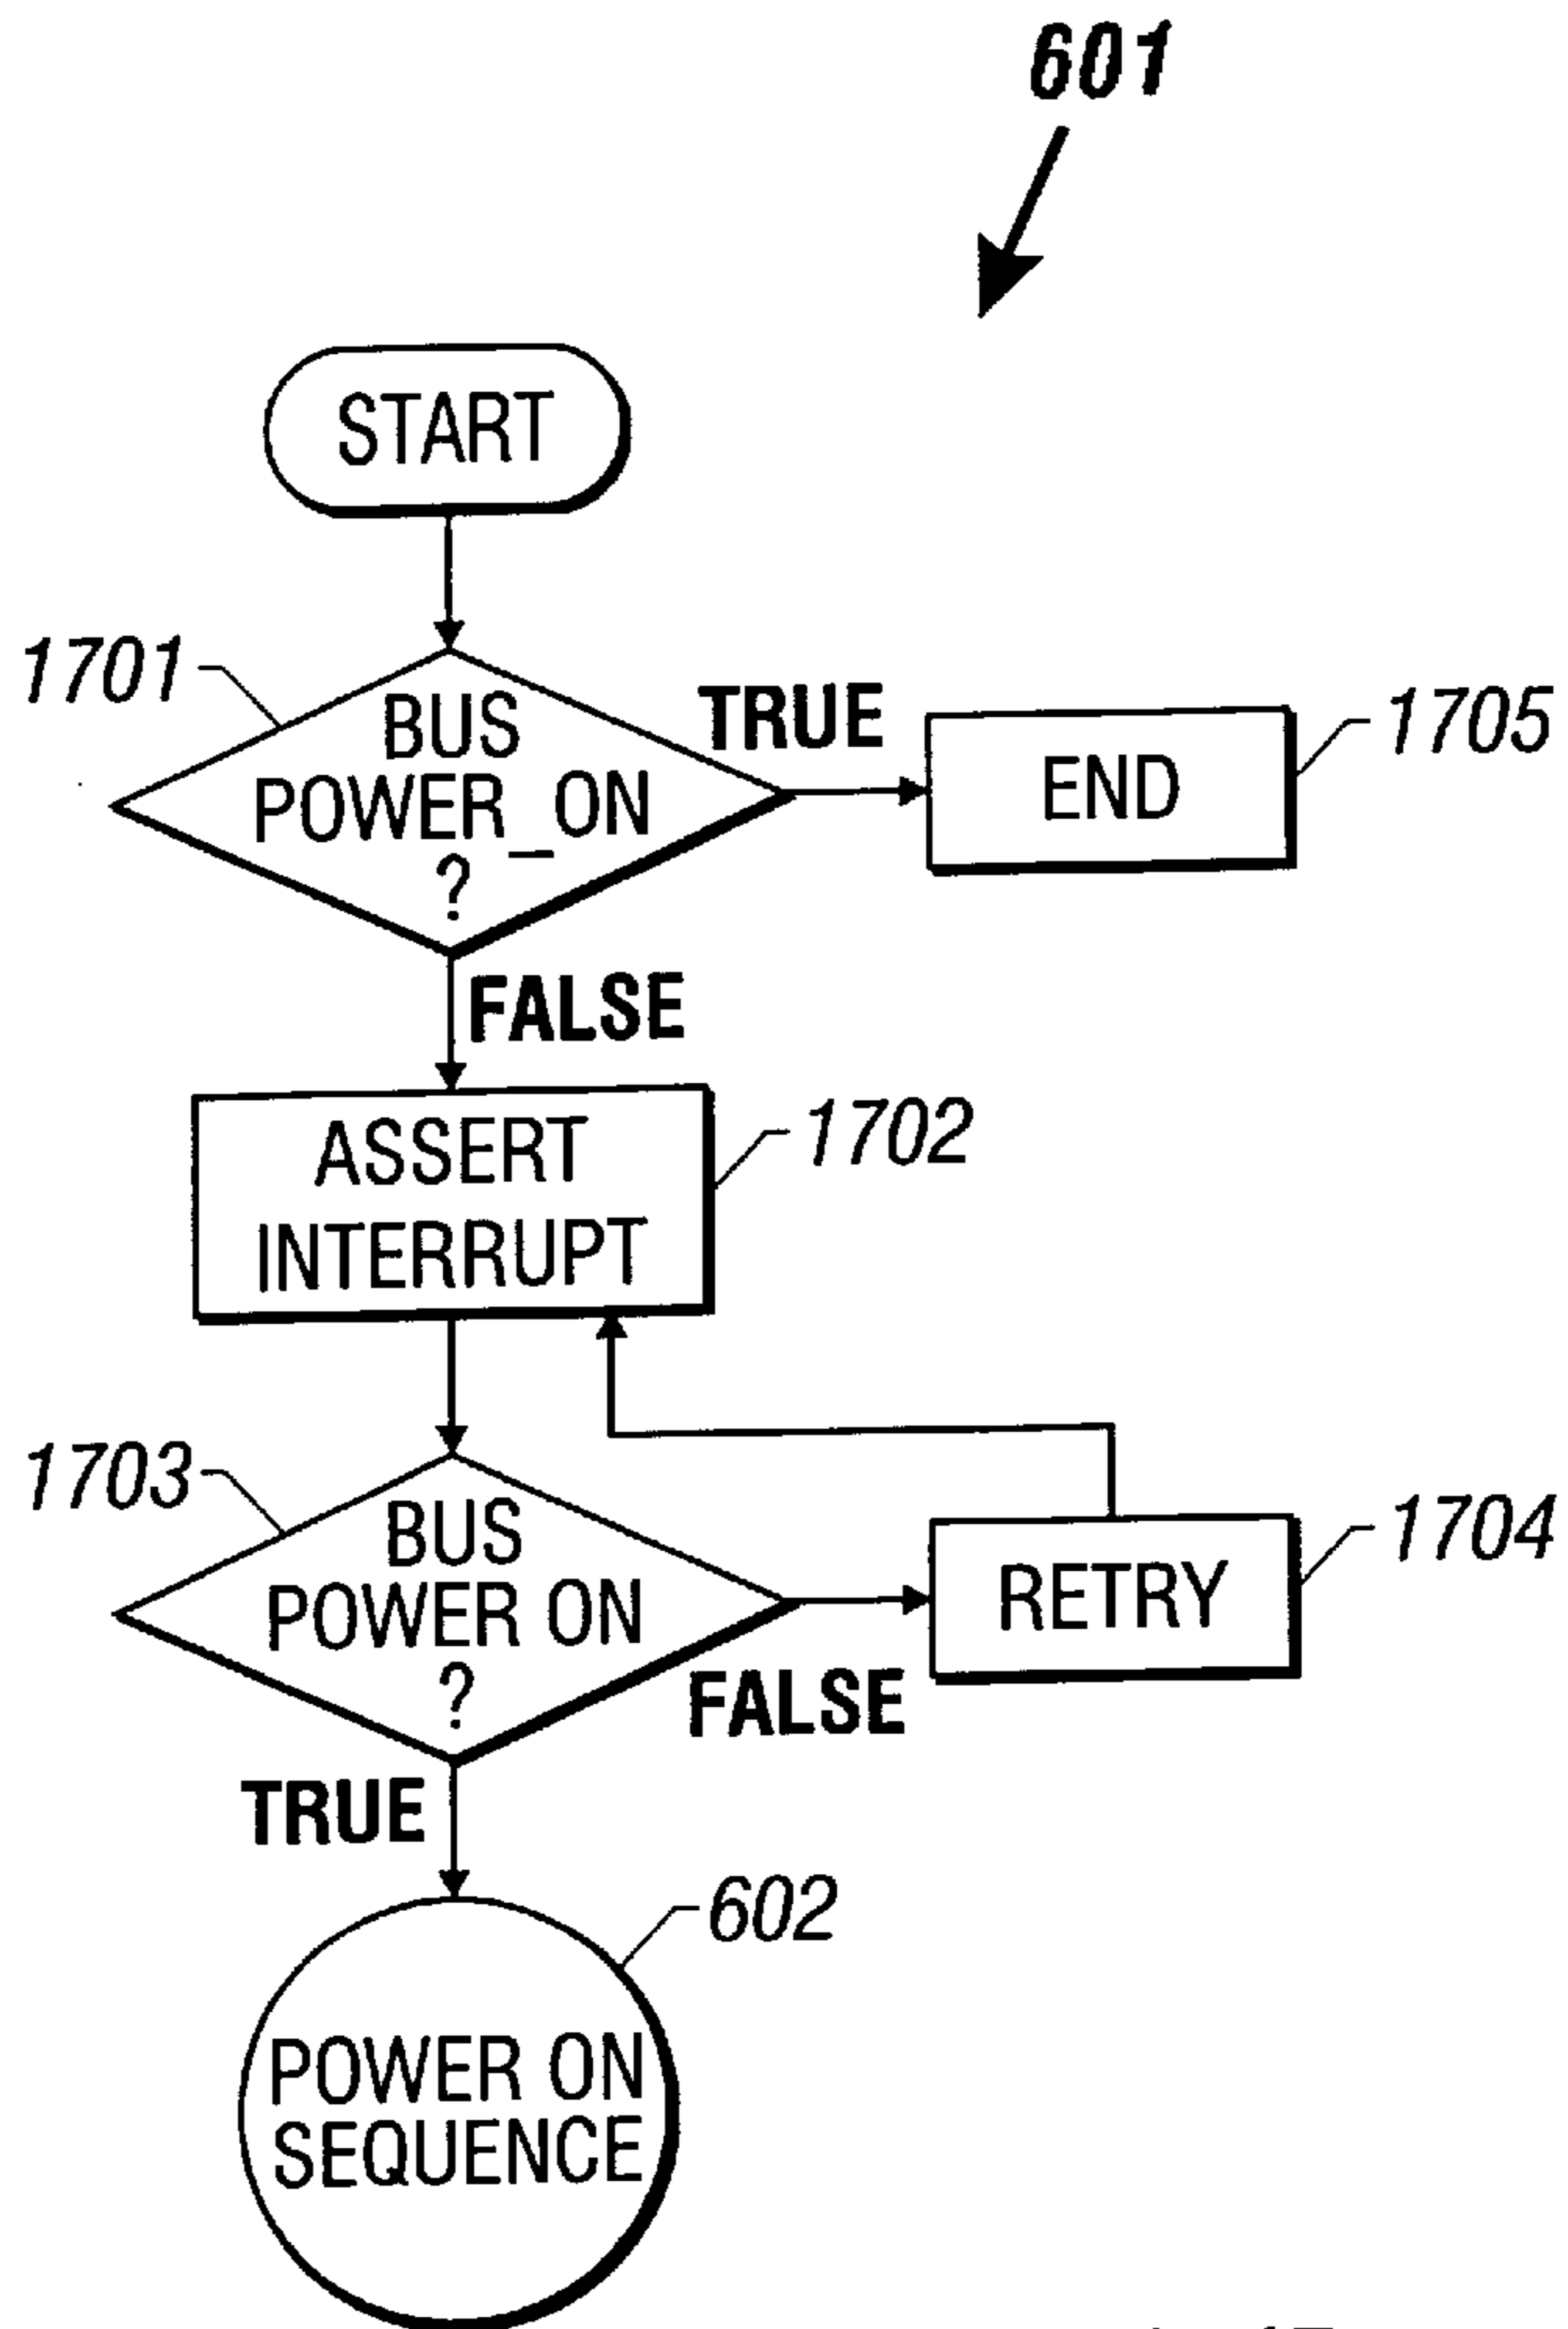 601
START
1701
BUS
POWER_ON
?
TRUE
END
1705
FALSE
ASSERT
INTERRUPT
1702
1703
BUS
POWER ON
?
FALSE
RETRY
1704
TRUE
602
POWER ON
SEQUENCE